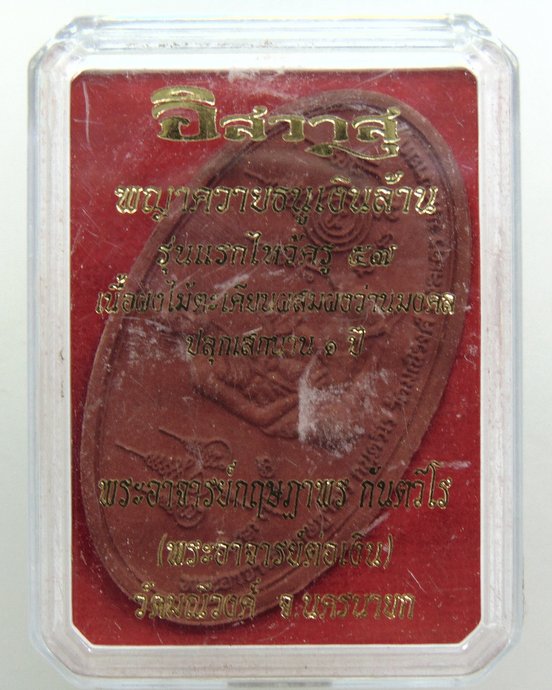 อิสวาสุ
พญาควายธนูเงินล้าน
รุ่นแรกไหว้ครู ๕๗
เนื้อผงไม้ตะเคียนผสมผงว่านมงคล
ปลุกเสกนาน ๑ ปี
พระอาจารย์กฤษฎาพร กันตวีโร
(พระอาจารย์ต่อเงิน)
วัดมณีวงศ์ จ.นครนายก